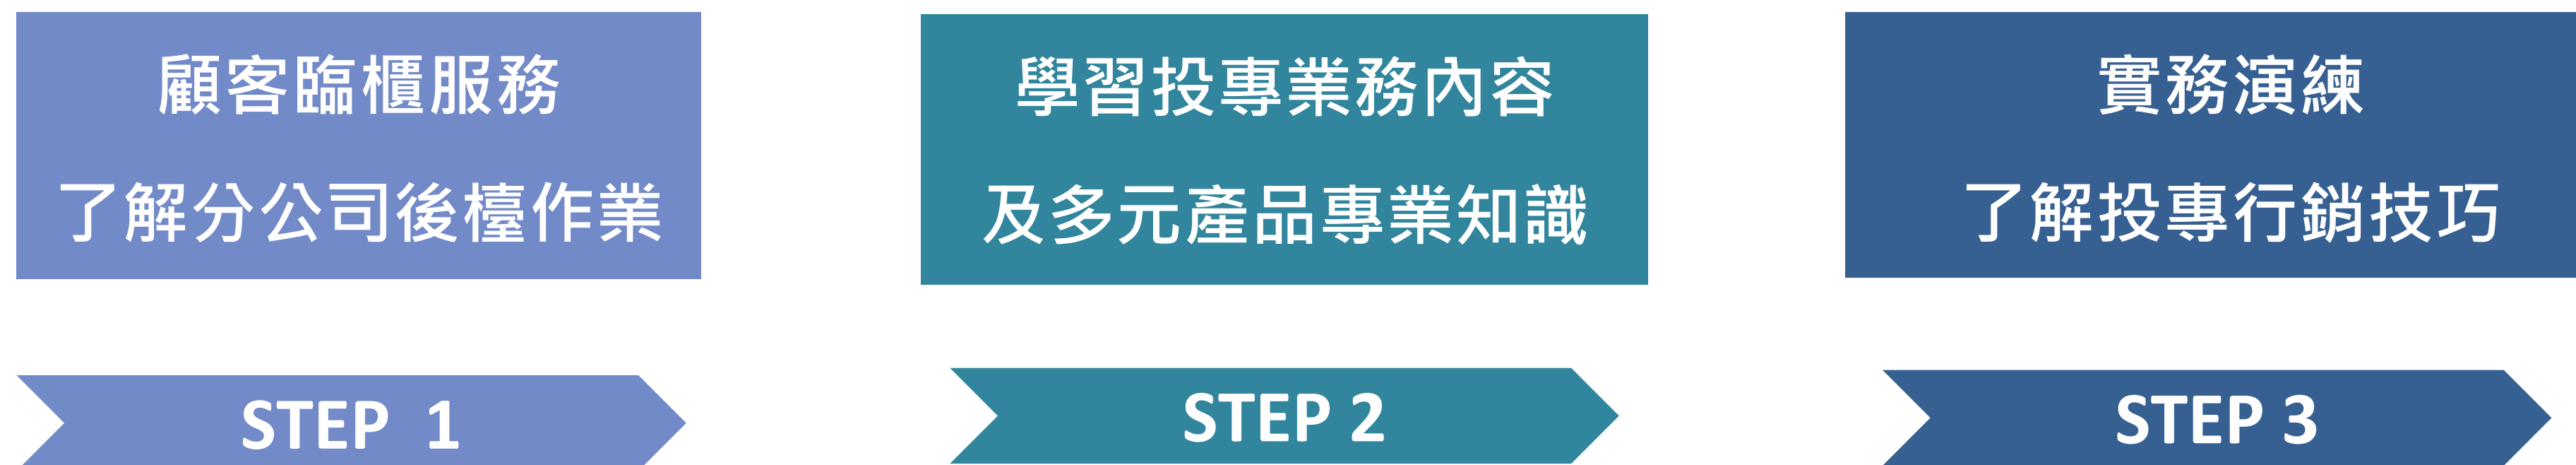 顧客臨櫃服務
了解分公司後檯作業
學習投專業務內容
及多元產品專業知識
實務演練
了解投專行銷技巧
STEP 1
STEP 2
STEP 3